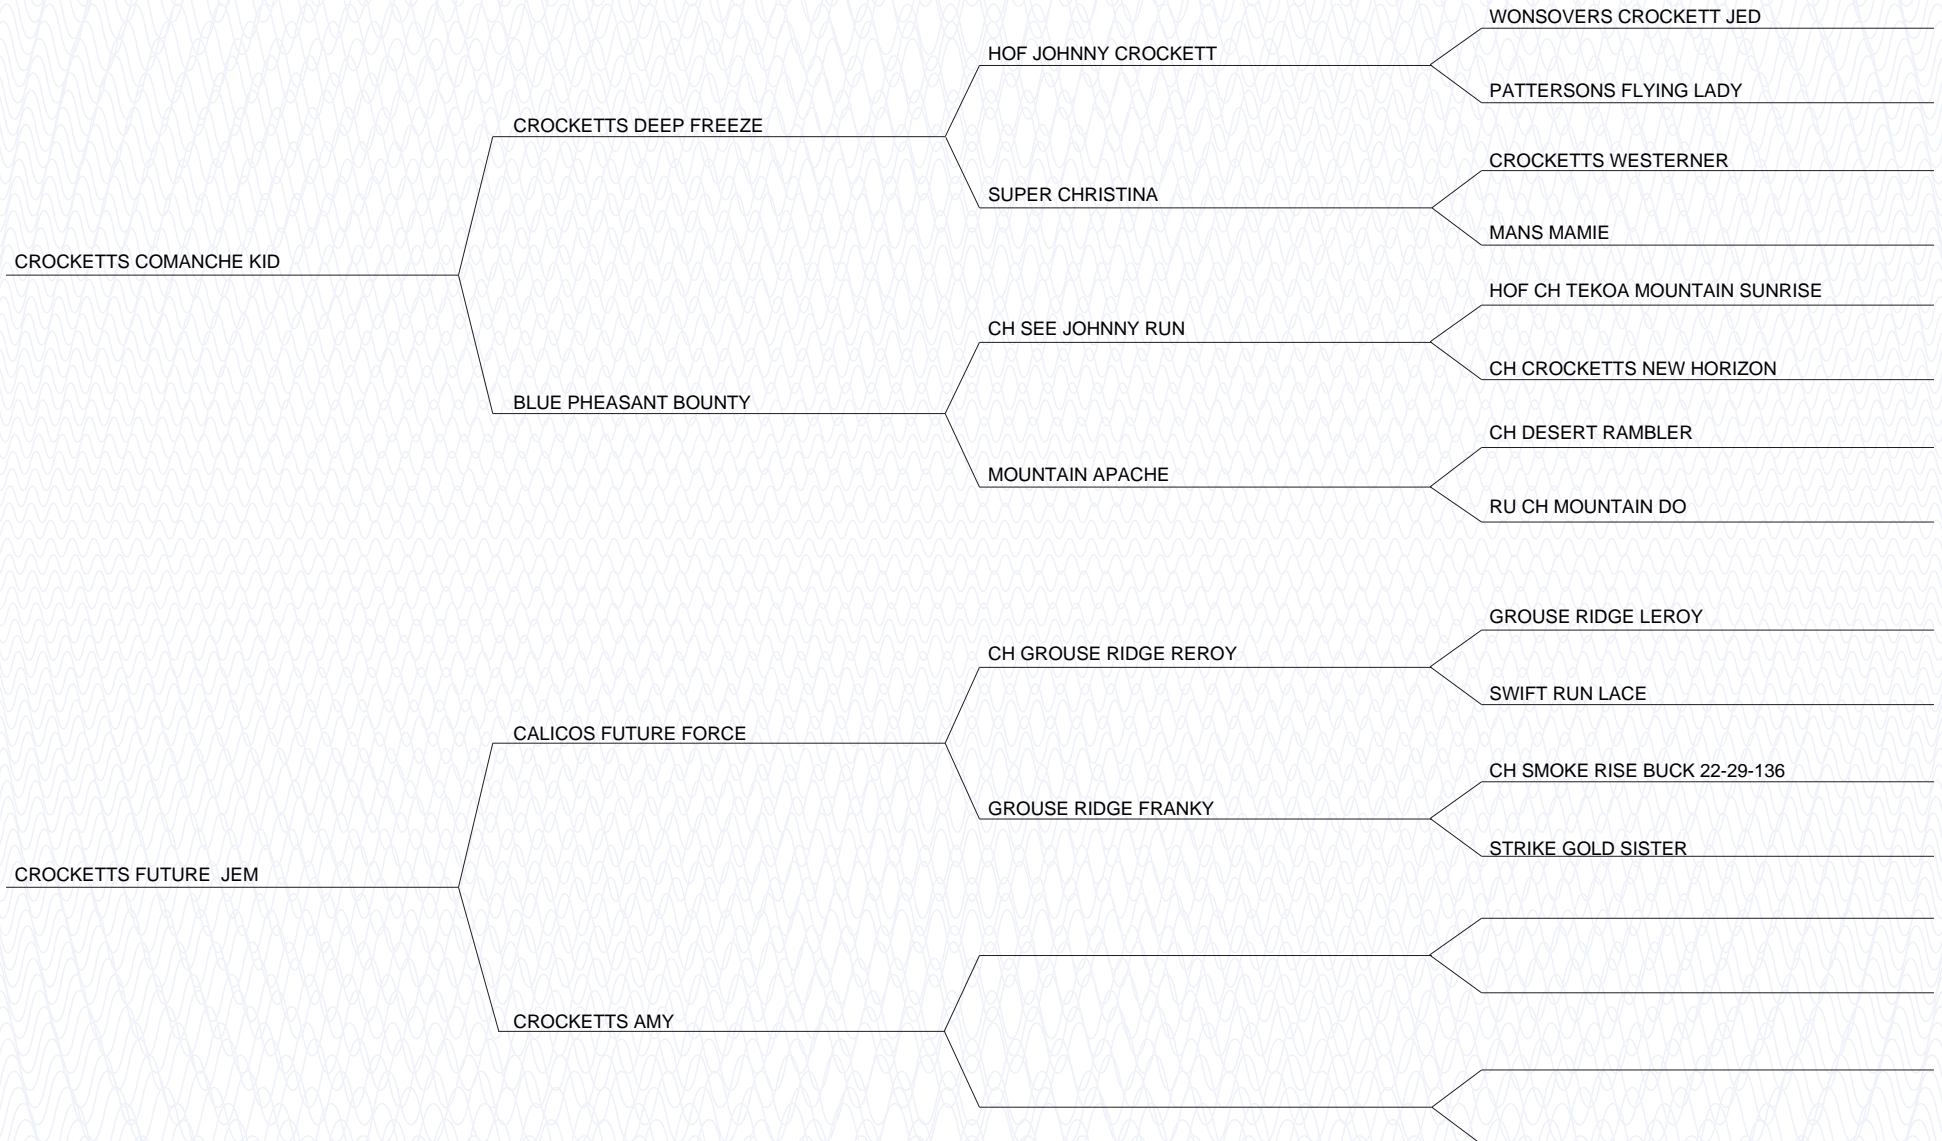 WONSOVERS CROCKETT JED
HOF JOHNNY CROCKETT
PATTERSONS FLYING LADY
CROCKETTS DEEP FREEZE
CROCKETTS WESTERNER
SUPER CHRISTINA
MANS MAMIE
CROCKETTS COMANCHE KID
HOF CH TEKOA MOUNTAIN SUNRISE
CH SEE JOHNNY RUN
CH CROCKETTS NEW HORIZON
BLUE PHEASANT BOUNTY
CH DESERT RAMBLER
MOUNTAIN APACHE
RU CH MOUNTAIN DO
GROUSE RIDGE LEROY
CH GROUSE RIDGE REROY
SWIFT RUN LACE
CALICOS FUTURE FORCE
CH SMOKE RISE BUCK 22-29-136
GROUSE RIDGE FRANKY
STRIKE GOLD SISTER
CROCKETTS FUTURE  JEM
CROCKETTS AMY